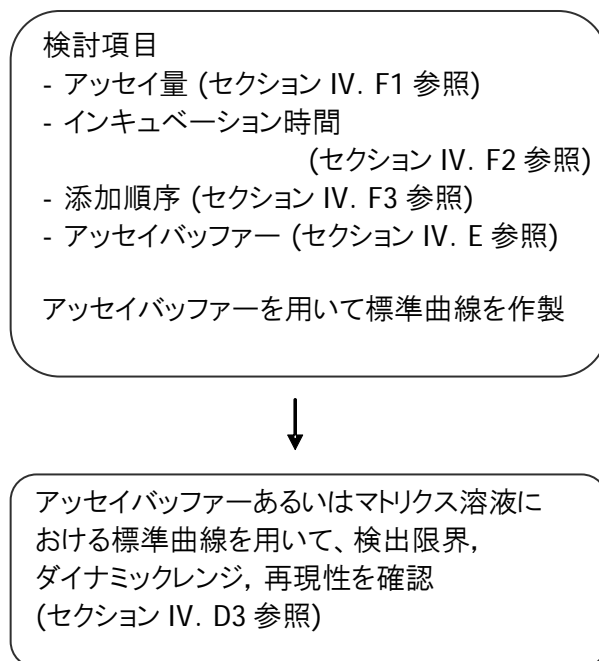 検討項目
- アッセイ量 (セクション IV. F1 参照)
- インキュベーション時間
(セクション IV. F2 参照)
- 添加順序 (セクション IV. F3 参照)
- アッセイバッファー (セクション IV. E 参照)
アッセイバッファーを用いて標準曲線を作製
アッセイバッファーあるいはマトリクス溶液に
おける標準曲線を用いて、検出限界,
ダイナミックレンジ, 再現性を確認
(セクション IV. D3 参照)